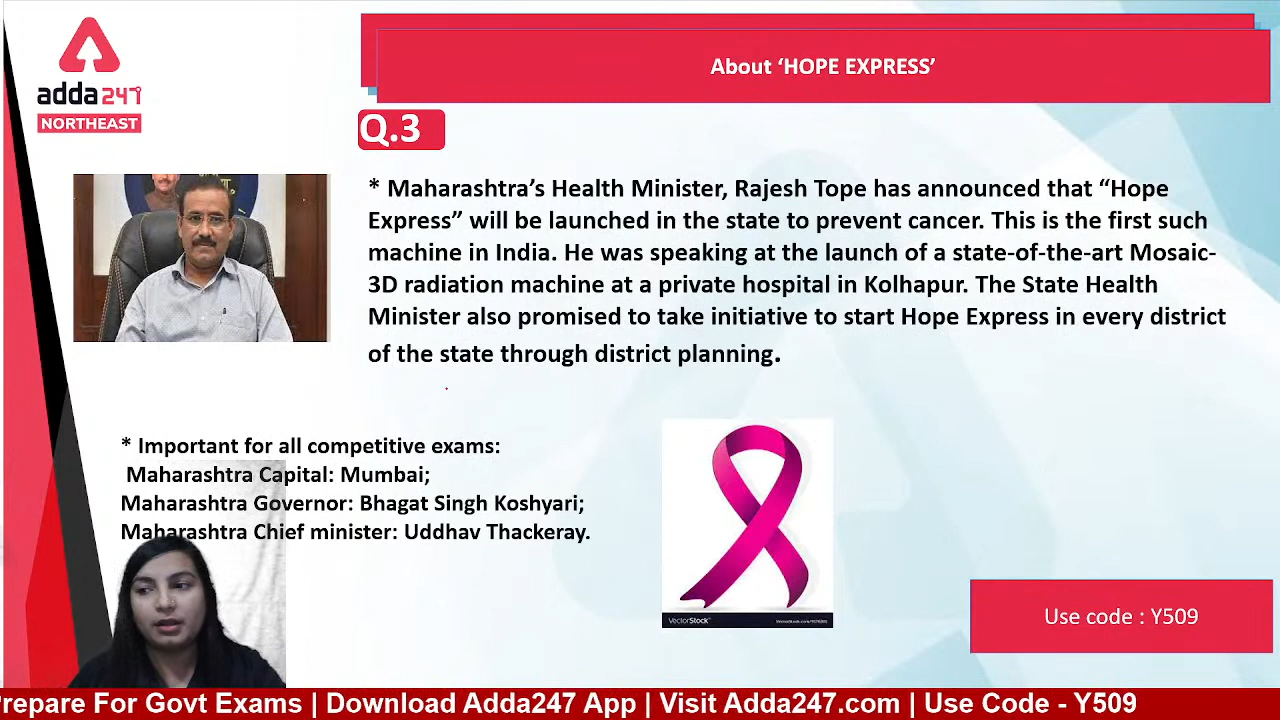 adda247
NORTHEAST
About ‘HOPE EXPRESS’
Q.3
* Maharashtra’s Health Minister, Rajesh Tope has announced that “Hope
Express” will be launched in the state to prevent cancer. This is the first such
machine in India. He was speaking at the launch of a state-of-the-art Mosaic-
3D radiation machine at a private hospital in Kolhapur. The State Health
Minister also promised to take initiative to start Hope Express in every district
of the state through district planning.
* Important for all competitive exams:
Maharashtra Capital: Mumbai;
Maharashtra Governor: Bhagat Singh Koshyari;
Maharashtra Chief minister: Uddhav Thackeray.
VectorStock
Use code : Y509
Prepare For Govt Exams | Download Adda247 App | Visit Adda247.com | Use Code - Y509